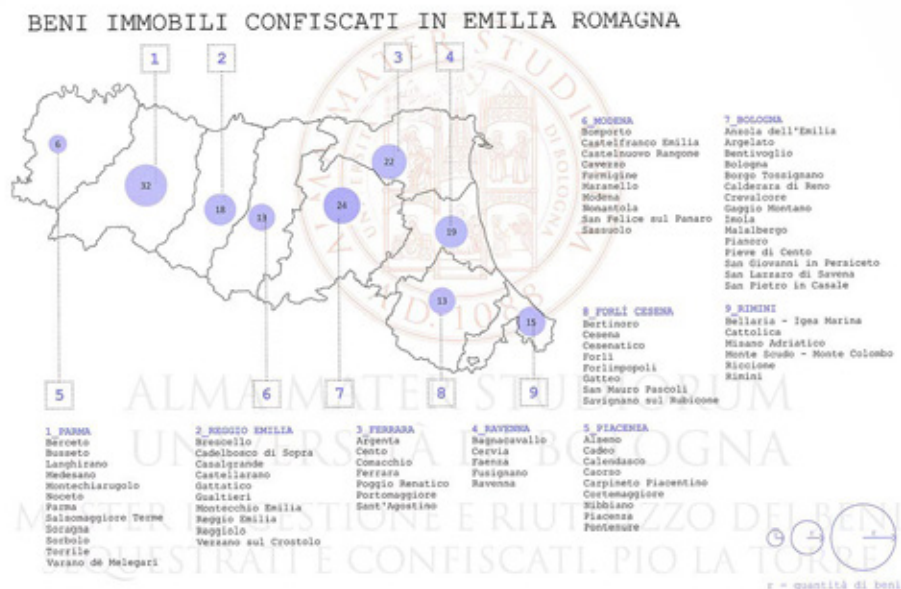 BENI IMMOBILI CONFISCATI IN EMILIA ROMAGNA
1
2
3
4
6
32
18
13
24
22
19
13
15
5
6
7
8
9
6_MODENA
Bomporto
Castelfranco Emilia
Castelnuovo Rangone
Cavezzo
Formigine
Maranello
Modena
Nonantola
San Felice sul Panaro
Sassuolo
7_BOLOGNA
Anzola dell'Emilia
Argelato
Bentivoglio
Bologna
Borgo Tossignano
Calderara di Reno
Crevalcore
Gaggio Montano
Imola
Malalbergo
Pianoro
Pieve di Cento
San Giovanni in Persiceto
San Lazzaro di Savena
San Pietro in Casale
8_FORLÌ CESENA
Bertinoro
Cesena
Cesenatico
Forlì
Forlimpopoli
Gatteo
San Mauro Pascoli
Savignano sul Rubicone
9_RIMINI
Bellaria - Igea Marina
Cattolica
Misano Adriatico
Monte Scudo - Monte Colombo
Riccione
Rimini
1_PARMA
Berceto
Busseto
Langhirano
Medesano
Montechiarugolo
Noceto
Parma
Salsomaggiore Terme
Soragna
Sorbolo
Torrile
Varano dè Melegari
2_REGGIO EMILIA
Brescello
Cadelbosco di Sopra
Casalgrande
Castellarano
Gattatico
Gualtieri
Montecchio Emilia
Reggio Emilia
Reggiolo
Vezzano sul Crostolo
3_FERRARA
Argenta
Cento
Comacchio
Ferrara
Poggio Renatico
Portomaggiore
Sant'Agostino
4_RAVENNA
Bagnacavallo
Cervia
Faenza
Fusignano
Ravenna
5_PIACENZA
Alseno
Cadeo
Calendasco
Caorso
Carpineto Piacentino
Cortemaggiore
Nibbiano
Piacenza
Pontenure
r = quantità di beni
ALMA MATER STUDIORUM
UNIVERSITÀ DI BOLOGNA
MASTER IN GESTIONE E RIUTILIZZO DEI BENI
SEQUESTRATI E CONFISCATI. PIO LA TORRE